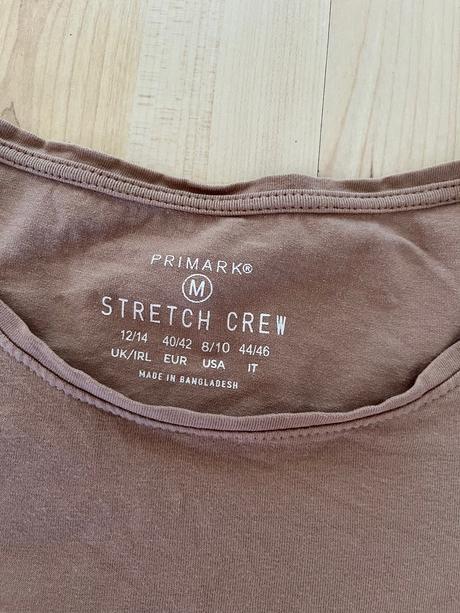 PRIMARK®
M
STRETCH CREW
12/14 40/42 8/10 44/46
UK/IRL EUR USA IT
MADE IN BANGLADESH